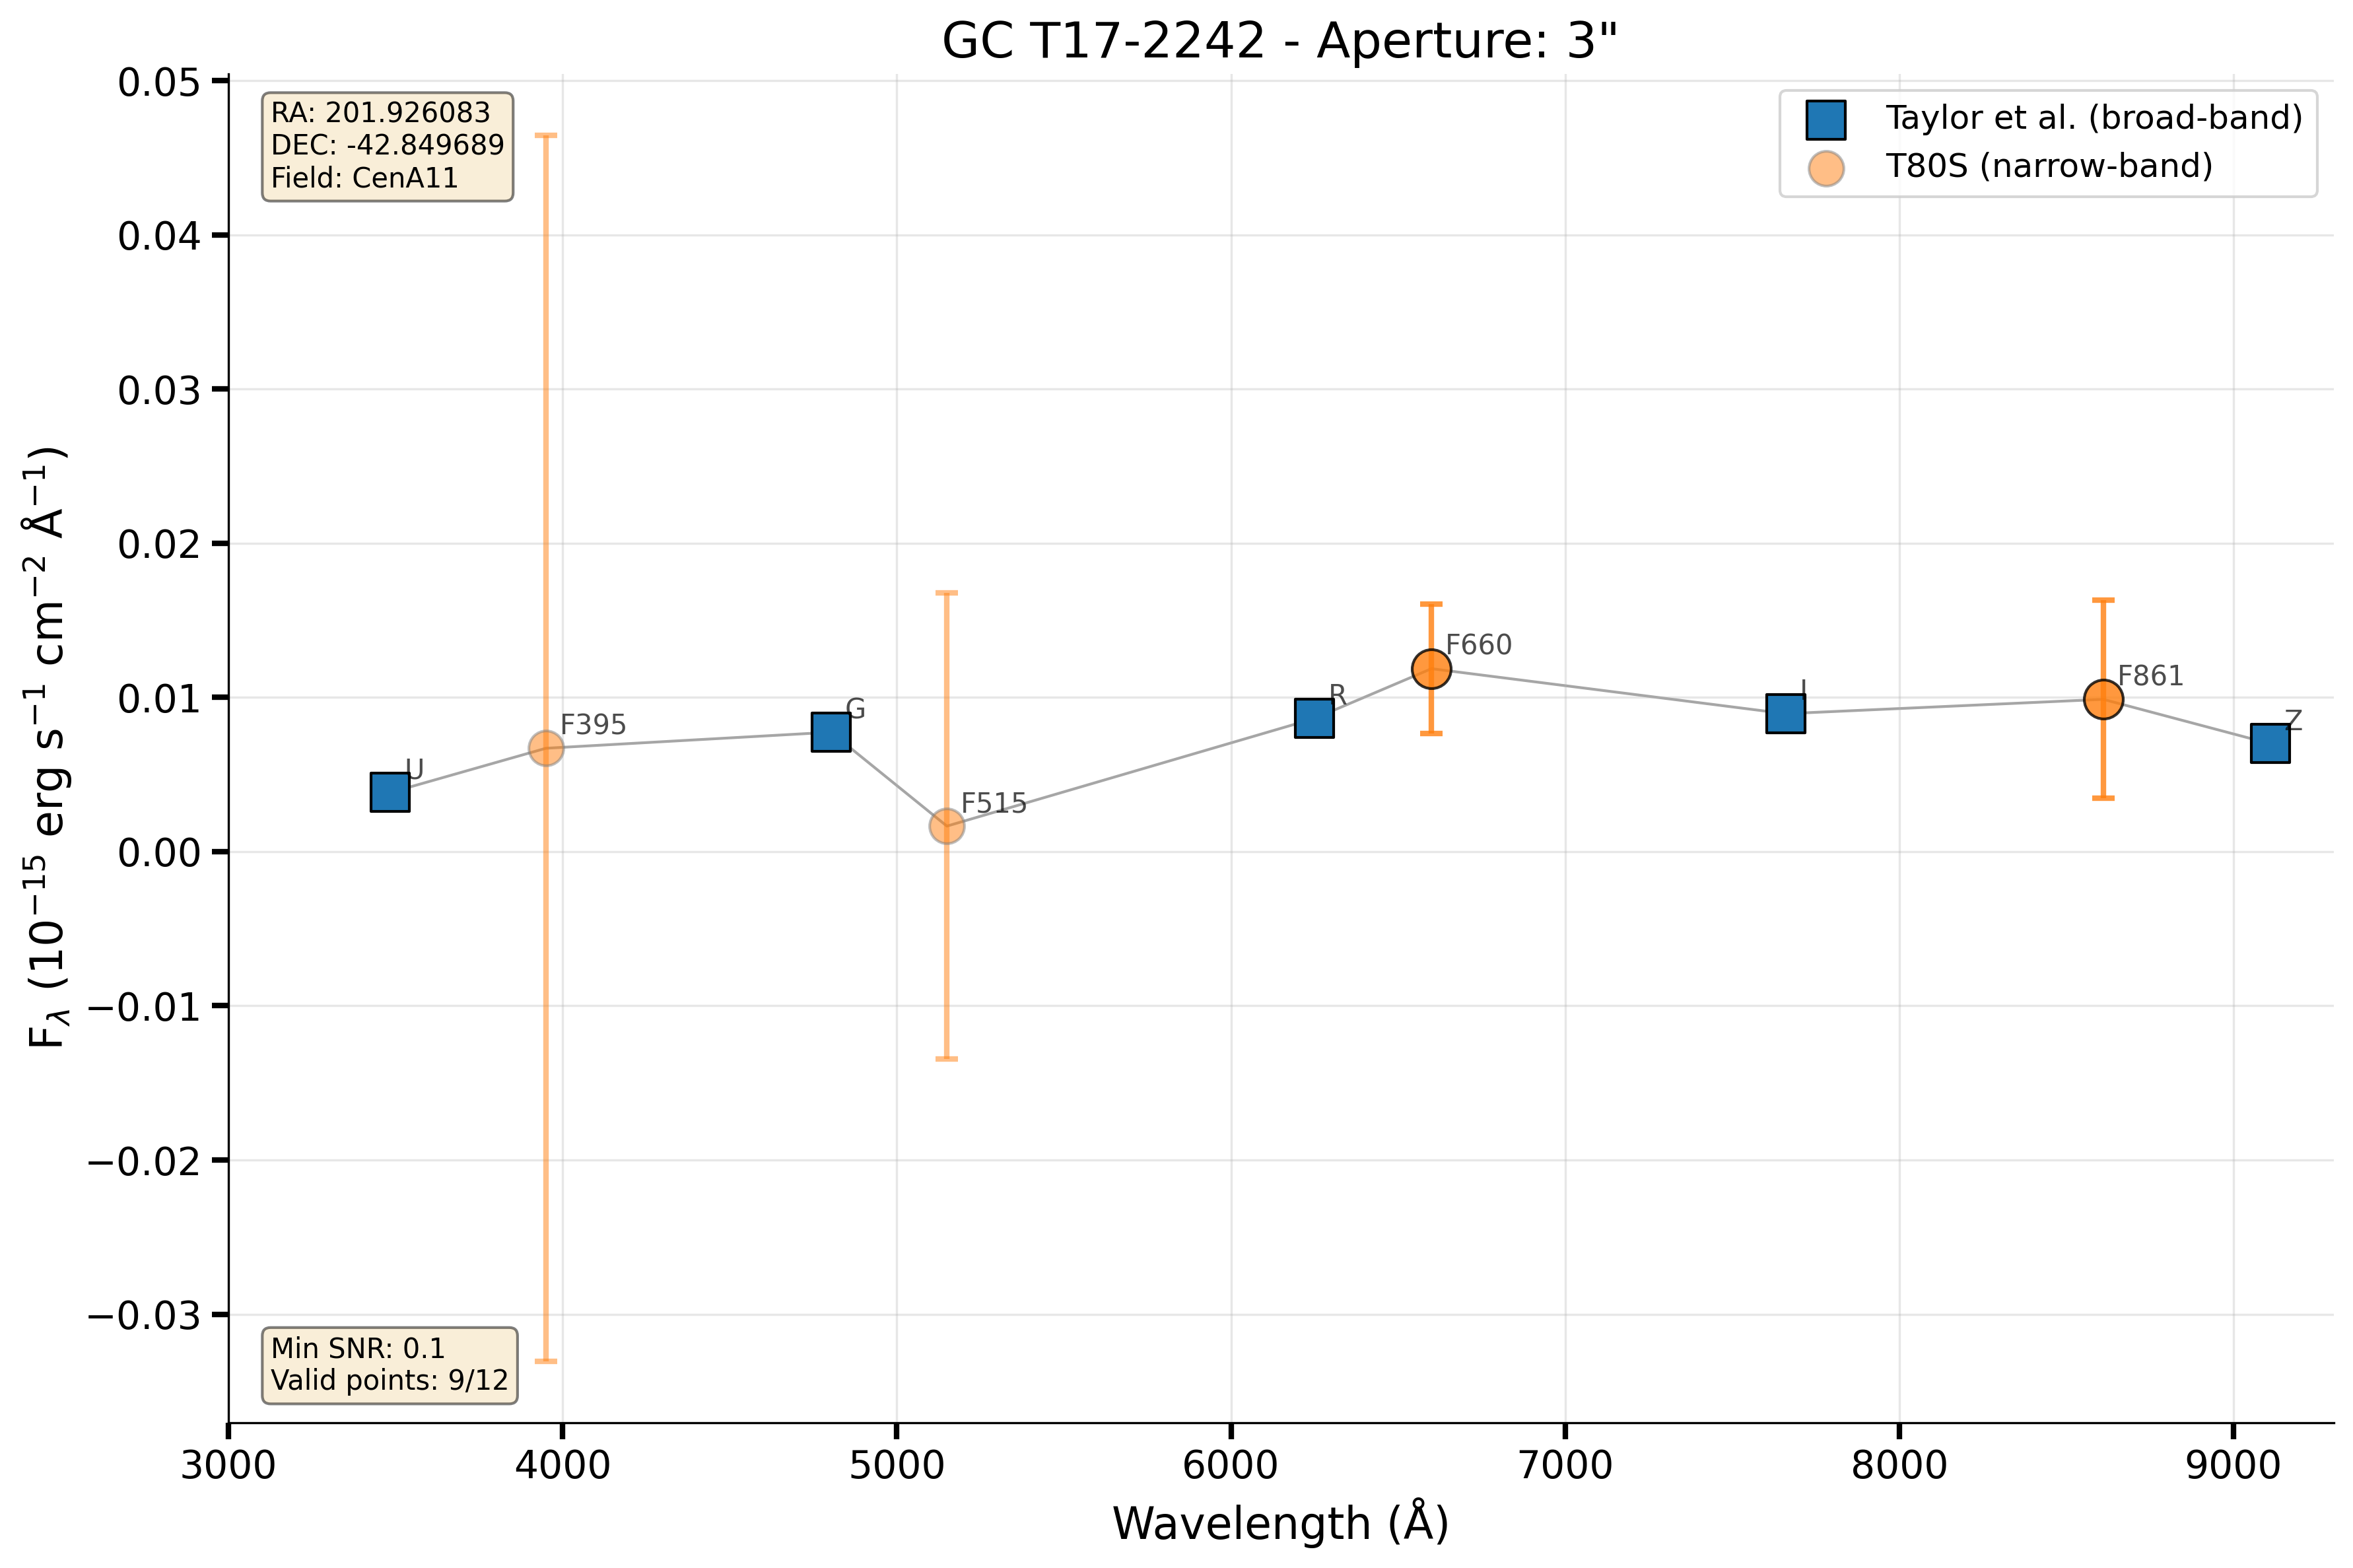 GC T17-2242 - Aperture: 3"
RA: 201.926083
DEC: -42.849689
Field: CenA11
Taylor et al. (broad-band)
T80S (narrow-band)
0.05
0.04
0.03
0.02
0.01
0.00
−0.01
−0.02
−0.03
F_λ (10⁻¹⁵ erg s⁻¹ cm⁻² Å⁻¹)
U
F395
G
F515
R
F660
I
F861
Z
Min SNR: 0.1
Valid points: 9/12
3000 4000 5000 6000 7000 8000 9000
Wavelength (Å)